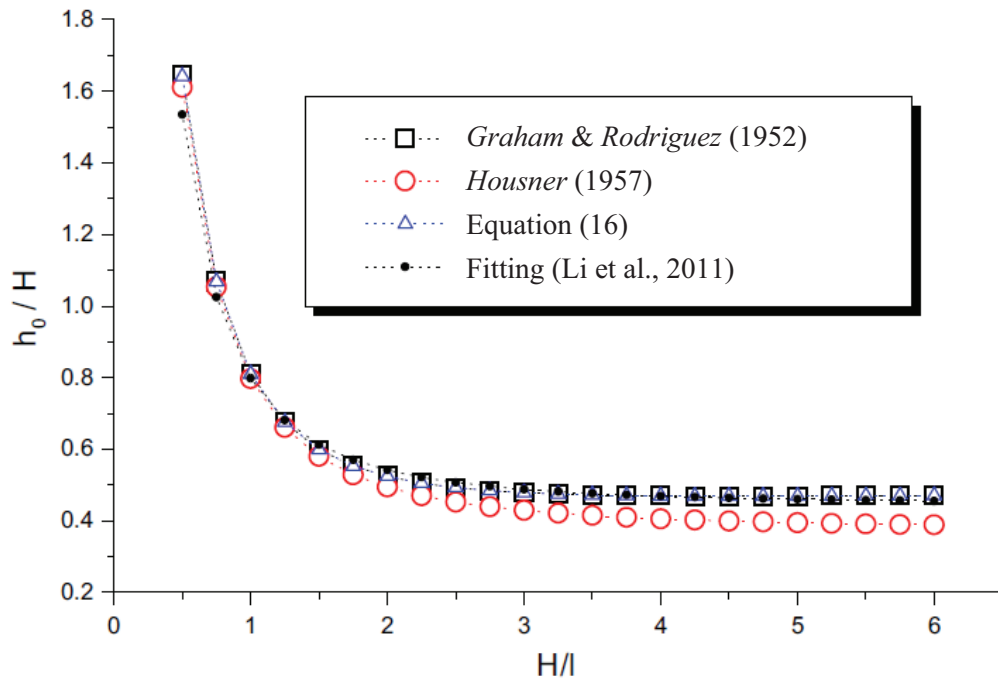 1.8
1.6
1.4
1.2
1.0
0.8
0.6
0.4
0.2
h₀ / H
Graham & Rodriguez (1952)
Housner (1957)
Equation (16)
Fitting (Li et al., 2011)
0 1 2 3 4 5 6
H/l